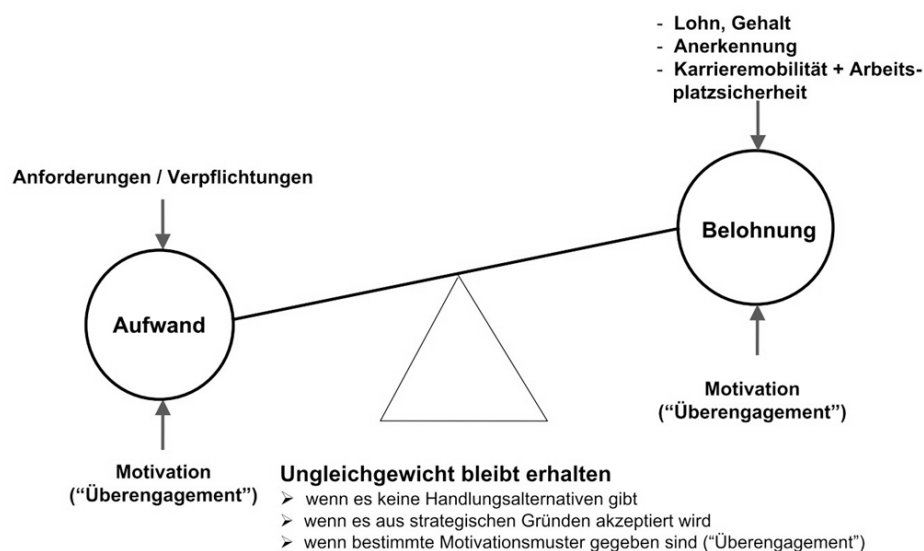 - Lohn, Gehalt
- Anerkennung
- Karrieremobilität + Arbeits-
platzsicherheit
Anforderungen / Verpflichtungen
Belohnung
Aufwand
Motivation
(“Überengagement”)
Motivation
(“Überengagement”)
Ungleichgewicht bleibt erhalten
➢ wenn es keine Handlungsalternativen gibt
➢ wenn es aus strategischen Gründen akzeptiert wird
➢ wenn bestimmte Motivationsmuster gegeben sind (“Überengagement”)